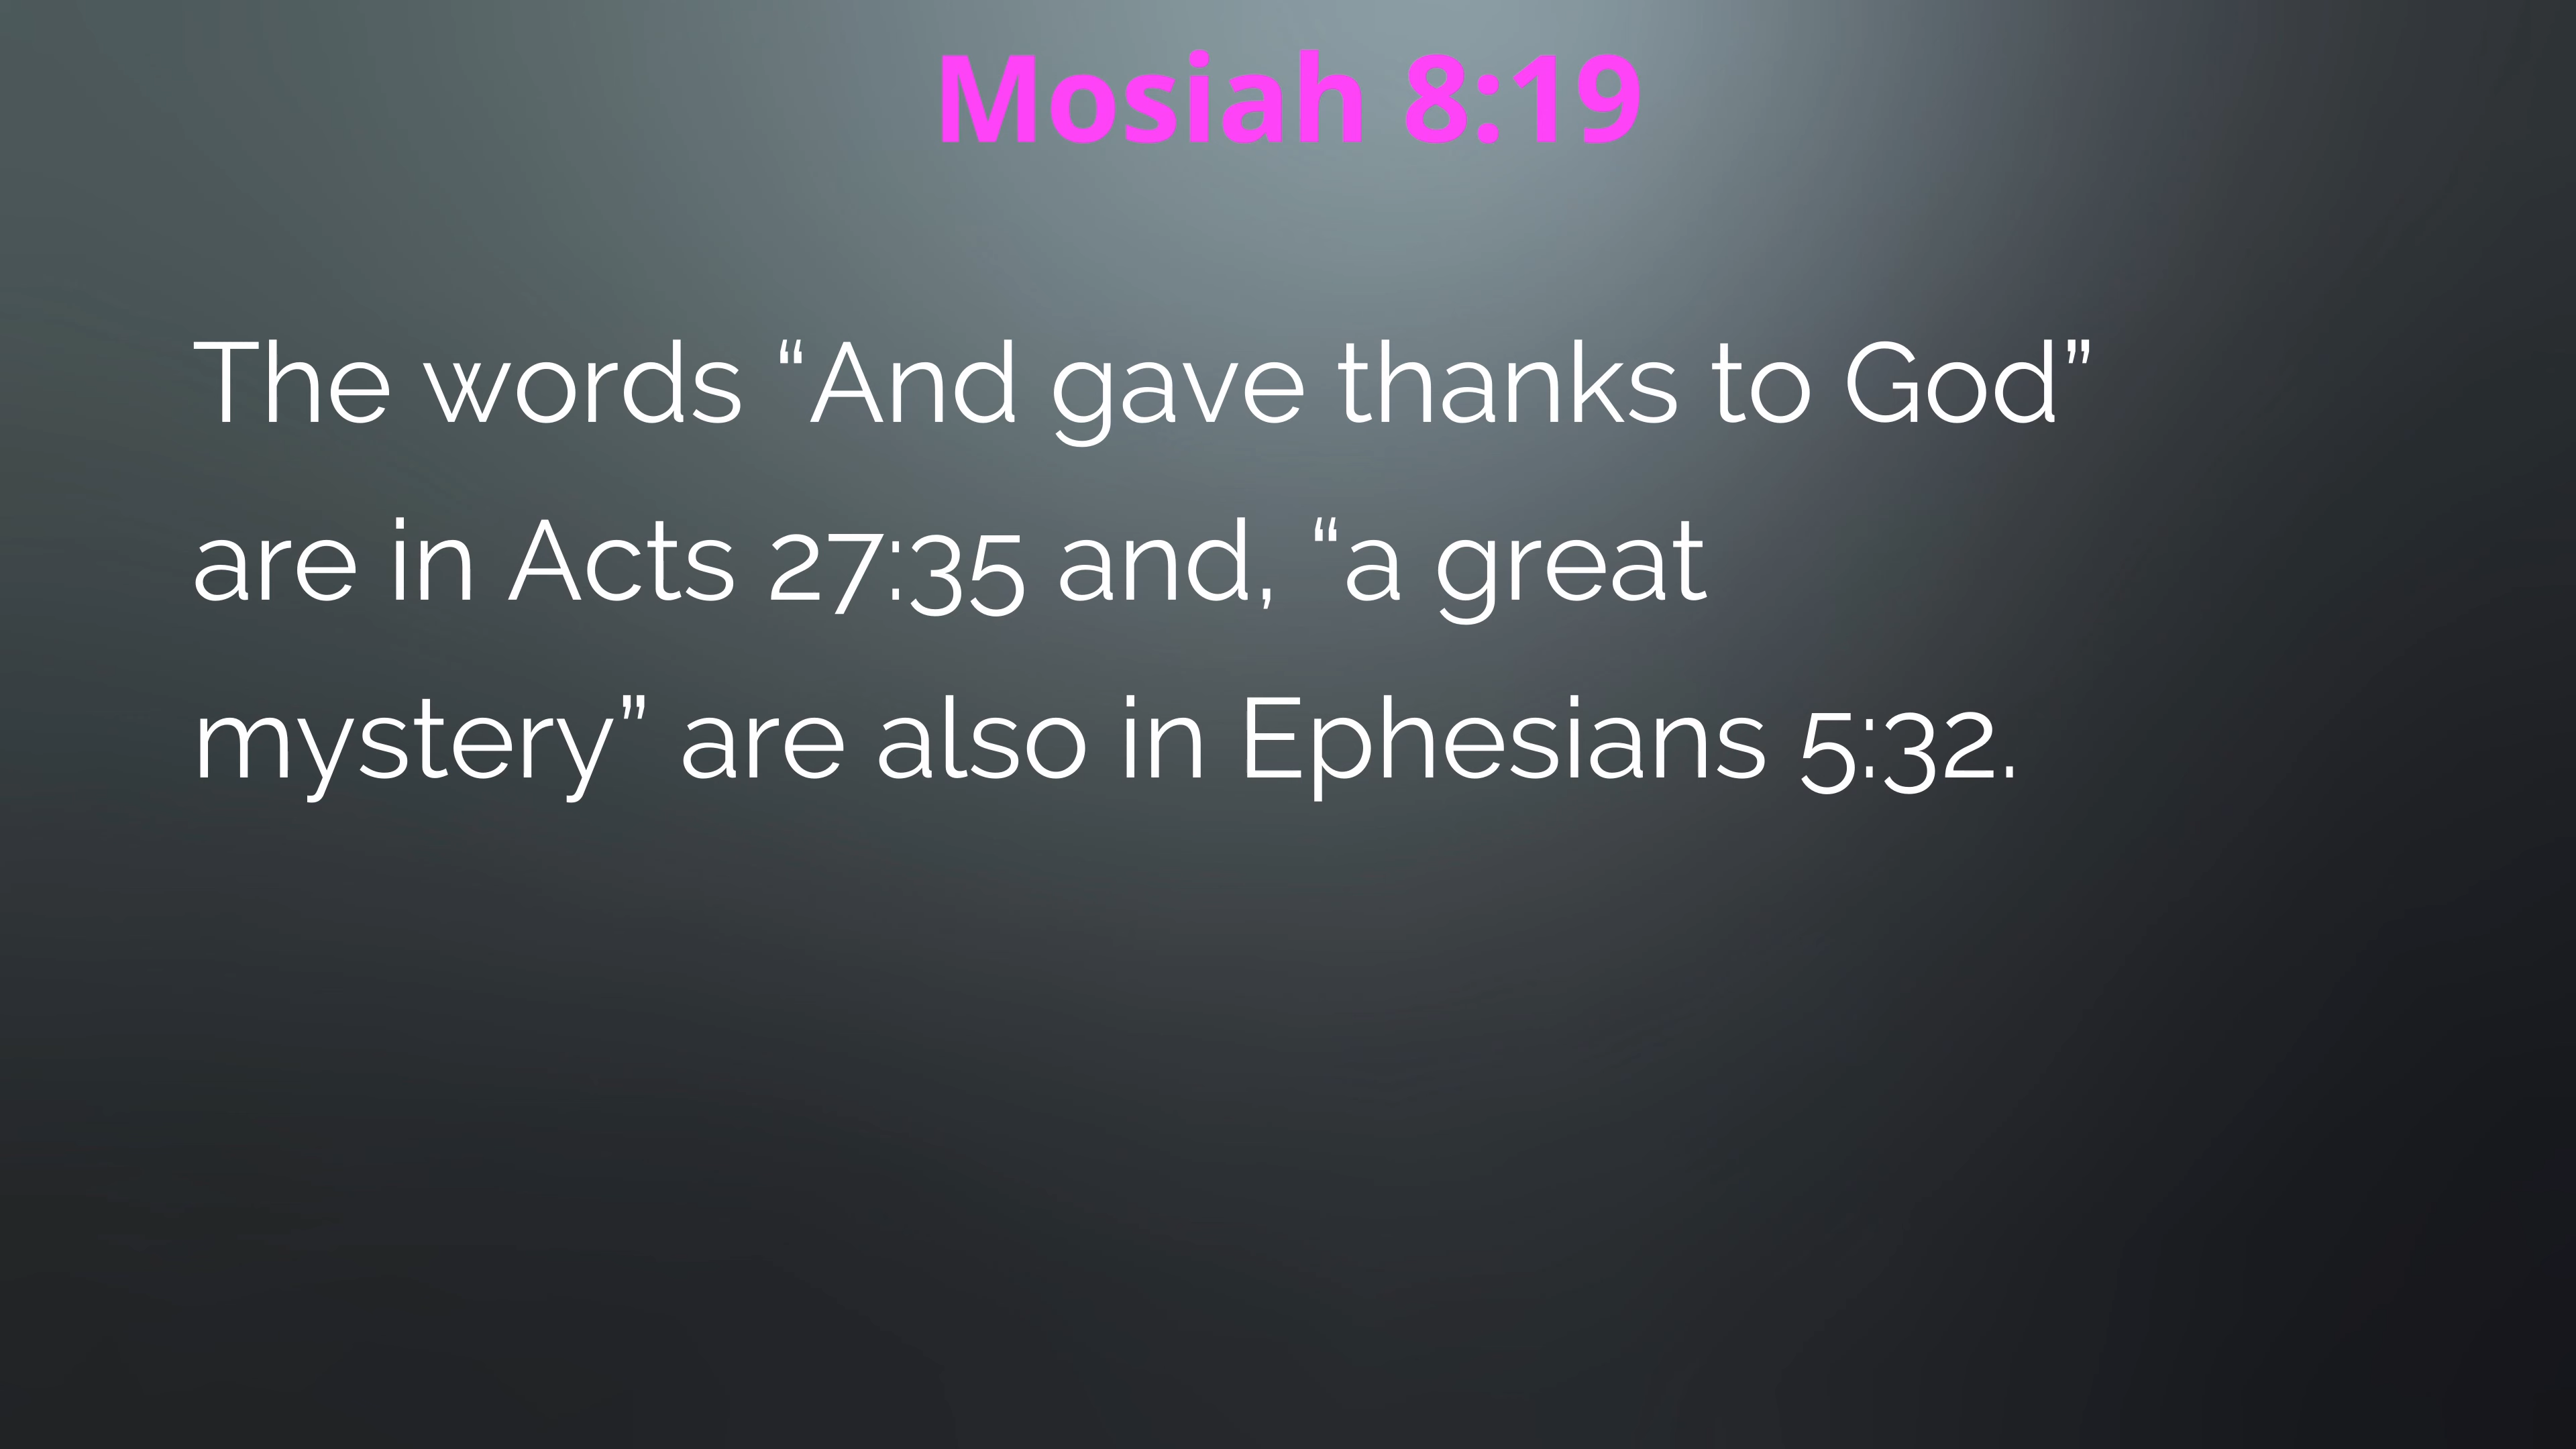 Mosiah 8:19
The words “And gave thanks to God”
are in Acts 27:35 and, “a great
mystery” are also in Ephesians 5:32.